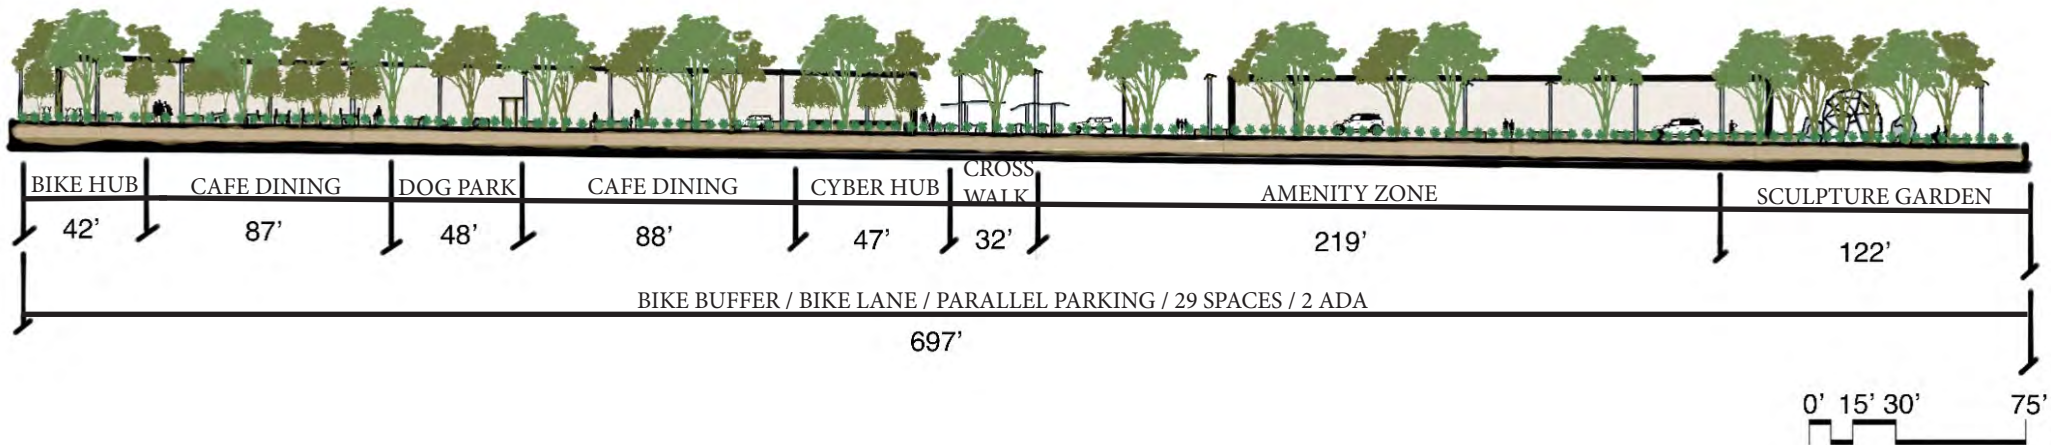 BIKE HUB
CAFE DINING
DOG PARK
CAFE DINING
CYBER HUB
CROSS
WALK
AMENITY ZONE
SCULPTURE GARDEN
42’
87’
48’
88’
47’
32’
219’
122’
BIKE BUFFER / BIKE LANE / PARALLEL PARKING / 29 SPACES / 2 ADA
697’
0’ 15’ 30’ 75’